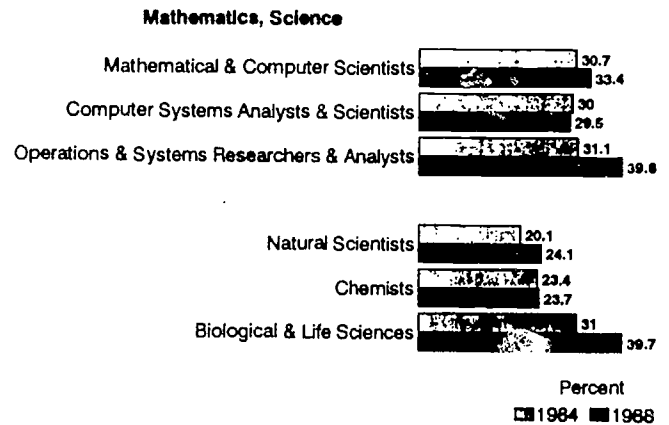 Mathematics, Science
Mathematical & Computer Scientists
30.7
33.4
Computer Systems Analysts & Scientists
30
29.5
Operations & Systems Researchers & Analysts
31.1
39.8
Natural Scientists
20.1
24.1
Chemists
23.4
23.7
Biological & Life Sciences
31
39.7
Percent
1984 1988